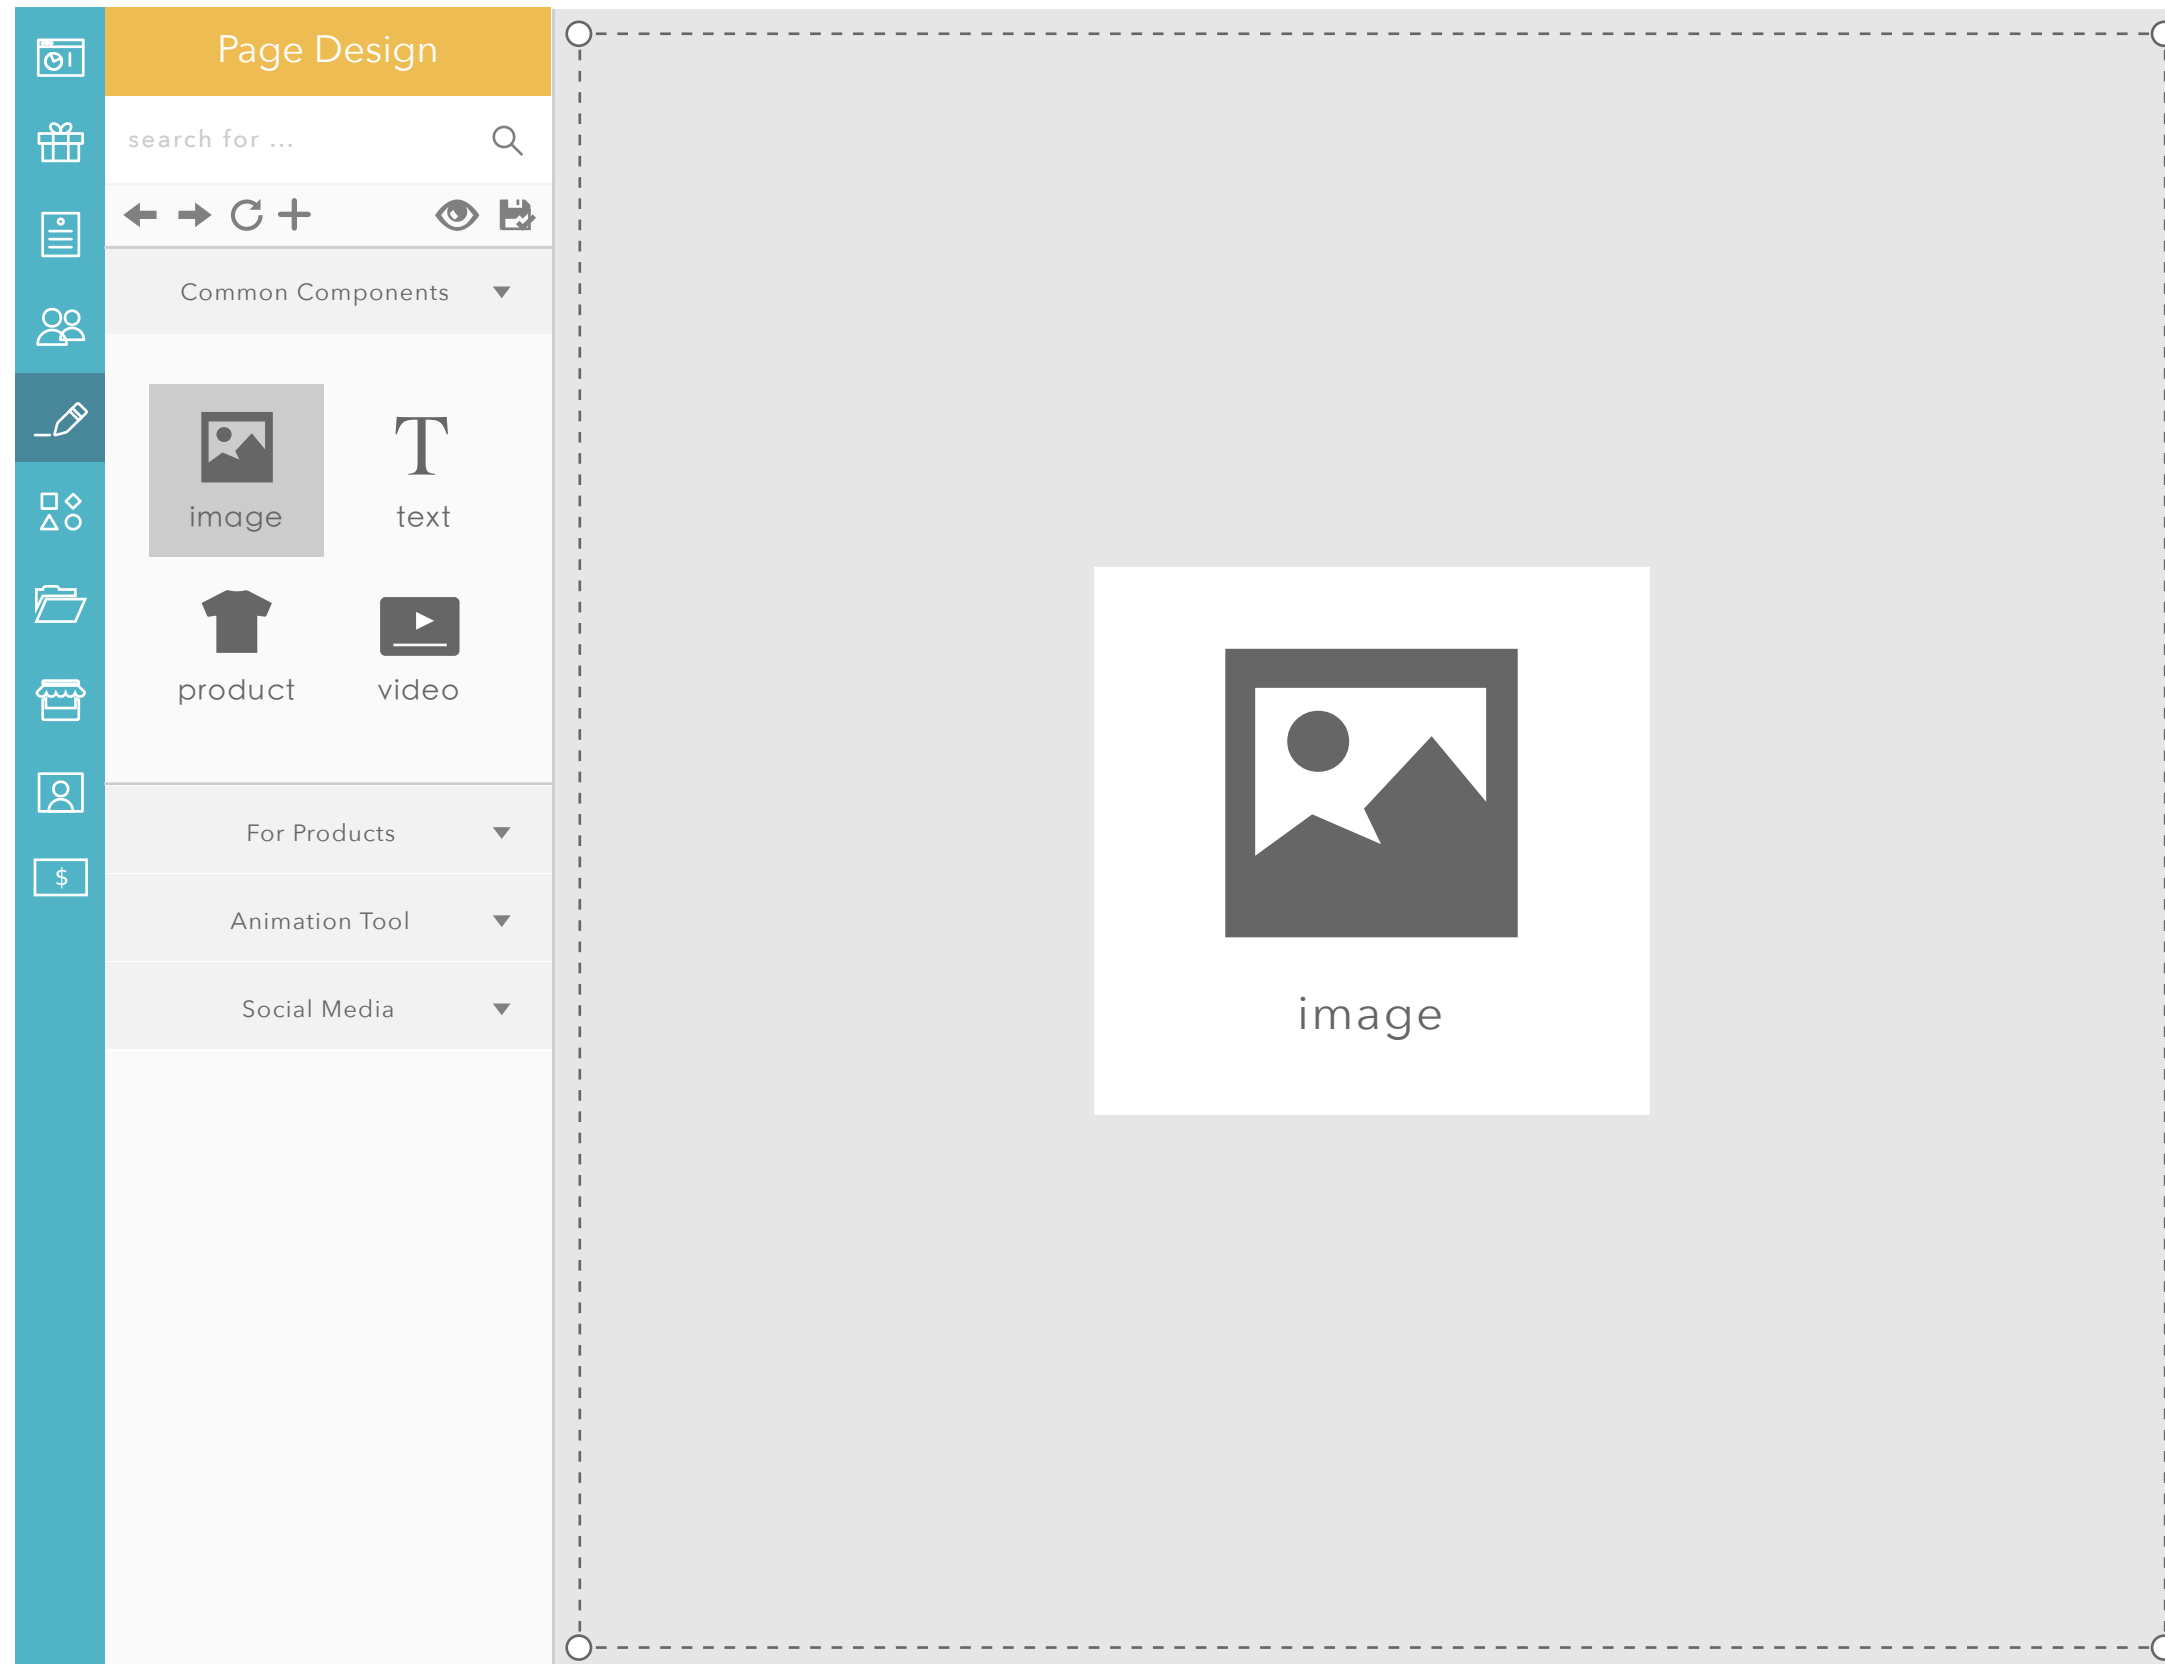 Page Design
search for ...
Common Components
image
T
text
product
video
For Products
Animation Tool
Social Media
$
image